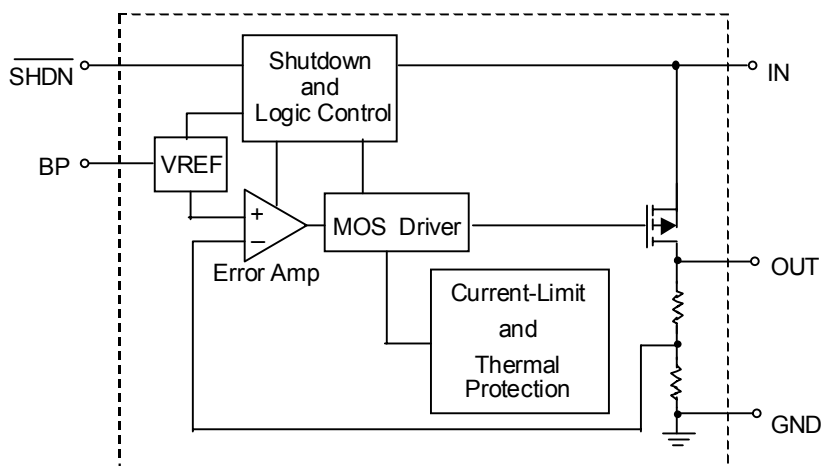 SHDN
Shutdown
and
Logic Control
IN
BP
VREF
+
−
MOS Driver
Error Amp
OUT
Current-Limit
and
Thermal
Protection
GND